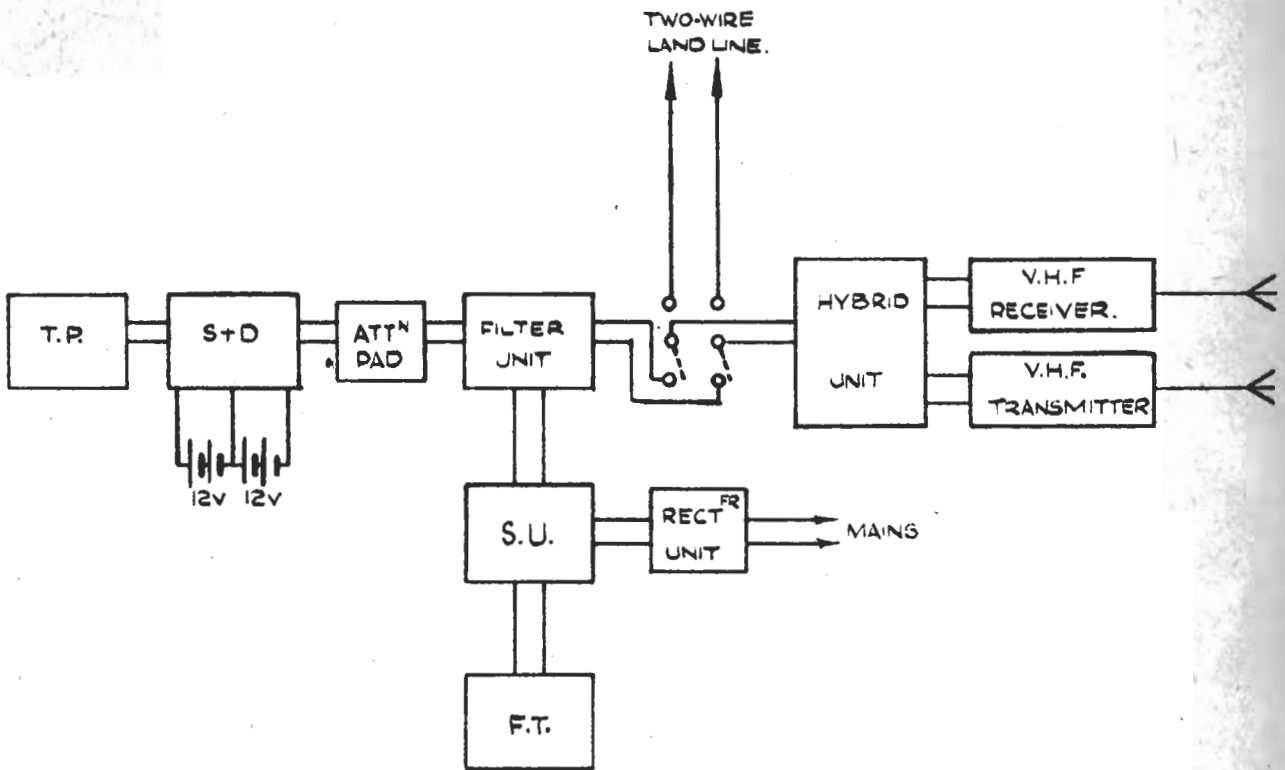 TWO-WIRE
LAND LINE.
T.P.
S+D
ATTᴺ
PAD
FILTER
UNIT
HYBRID
UNIT
V.H.F
RECEIVER.
V.H.F.
TRANSMITTER
12V 12V
S.U.
RECTᶠᴿ
UNIT
MAINS
F.T.